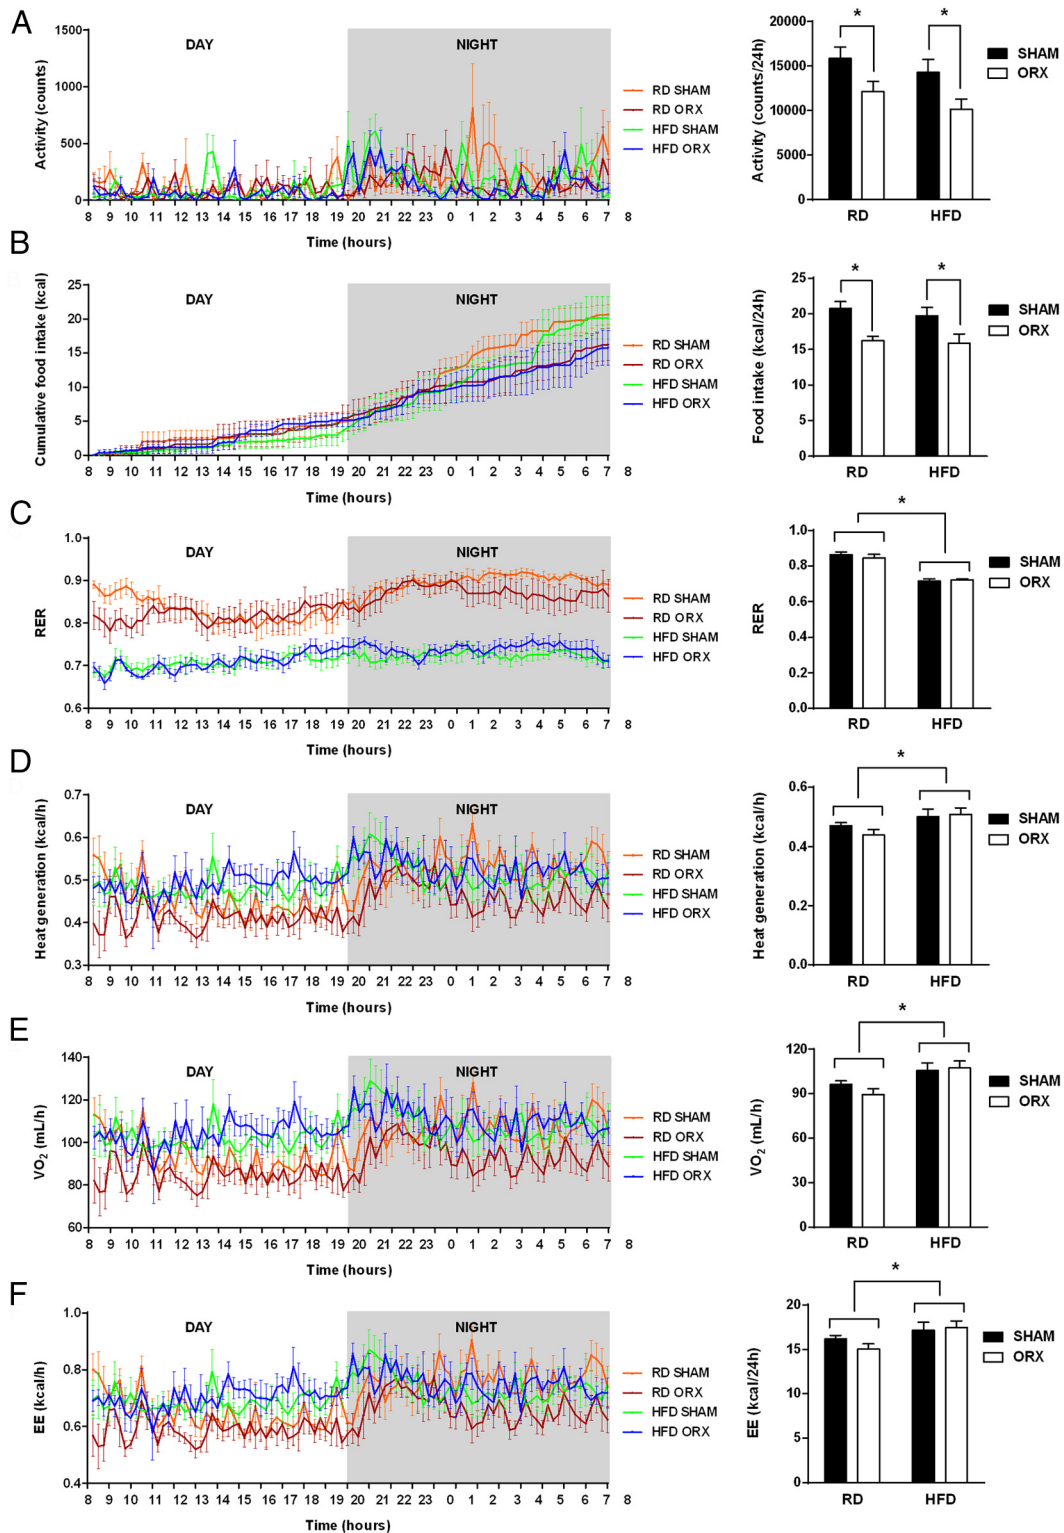 A
1500
1000
500
0
Activity (counts)
DAY
NIGHT
8 9 10 11 12 13 14 15 16 17 18 19 20 21 22 23 0 1 2 3 4 5 6 7 8
Time (hours)
RD SHAM
RD ORX
HFD SHAM
HFD ORX
20000
15000
10000
5000
0
Activity (counts/24h)
* *
RD HFD
SHAM
ORX
B
25
20
15
10
5
0
Cumulative food intake (kcal)
DAY
NIGHT
8 9 10 11 12 13 14 15 16 17 18 19 20 21 22 23 0 1 2 3 4 5 6 7 8
Time (hours)
RD SHAM
RD ORX
HFD SHAM
HFD ORX
25
20
15
10
5
0
Food intake (kcal/24h)
* *
RD HFD
SHAM
ORX
C
1.0
0.9
0.8
0.7
0.6
RER
DAY
NIGHT
8 9 10 11 12 13 14 15 16 17 18 19 20 21 22 23 0 1 2 3 4 5 6 7 8
Time (hours)
RD SHAM
RD ORX
HFD SHAM
HFD ORX
1.0
0.8
0.6
0.4
0.2
0.0
RER
*
RD HFD
SHAM
ORX
D
0.7
0.6
0.5
0.4
0.3
Heat generation (kcal/h)
DAY
NIGHT
8 9 10 11 12 13 14 15 16 17 18 19 20 21 22 23 0 1 2 3 4 5 6 7 8
Time (hours)
RD SHAM
RD ORX
HFD SHAM
HFD ORX
0.6
0.4
0.2
0.0
Heat generation (kcal/h)
*
RD HFD
SHAM
ORX
E
140
120
100
80
60
VO2 (mL/h)
DAY
NIGHT
8 9 10 11 12 13 14 15 16 17 18 19 20 21 22 23 0 1 2 3 4 5 6 7 8
Time (hours)
RD SHAM
RD ORX
HFD SHAM
HFD ORX
120
90
60
30
0
VO2 (mL/h)
*
RD HFD
SHAM
ORX
F
1.0
0.8
0.6
0.4
EE (kcal/h)
DAY
NIGHT
8 9 10 11 12 13 14 15 16 17 18 19 20 21 22 23 0 1 2 3 4 5 6 7 8
Time (hours)
RD SHAM
RD ORX
HFD SHAM
HFD ORX
20
15
10
5
0
EE (kcal/24h)
*
RD HFD
SHAM
ORX